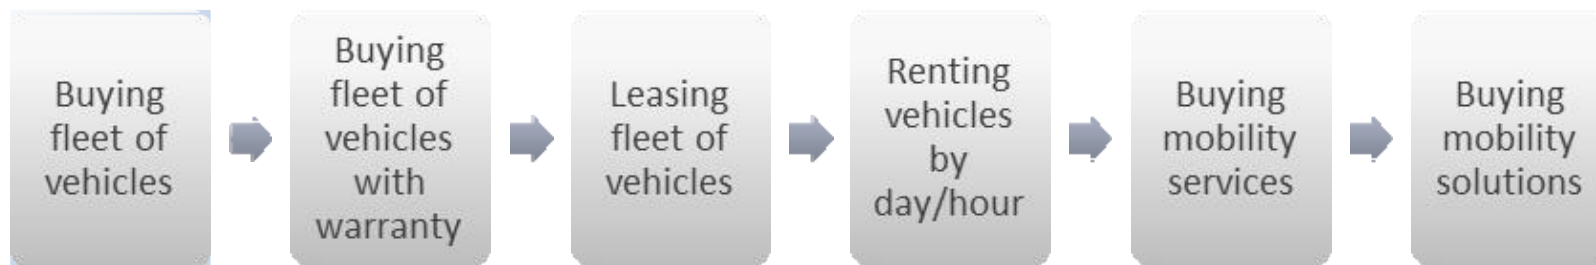 Buying
fleet of
vehicles
Buying
fleet of
vehicles
with
warranty
Leasing
fleet of
vehicles
Renting
vehicles
by
day/hour
Buying
mobility
services
Buying
mobility
solutions